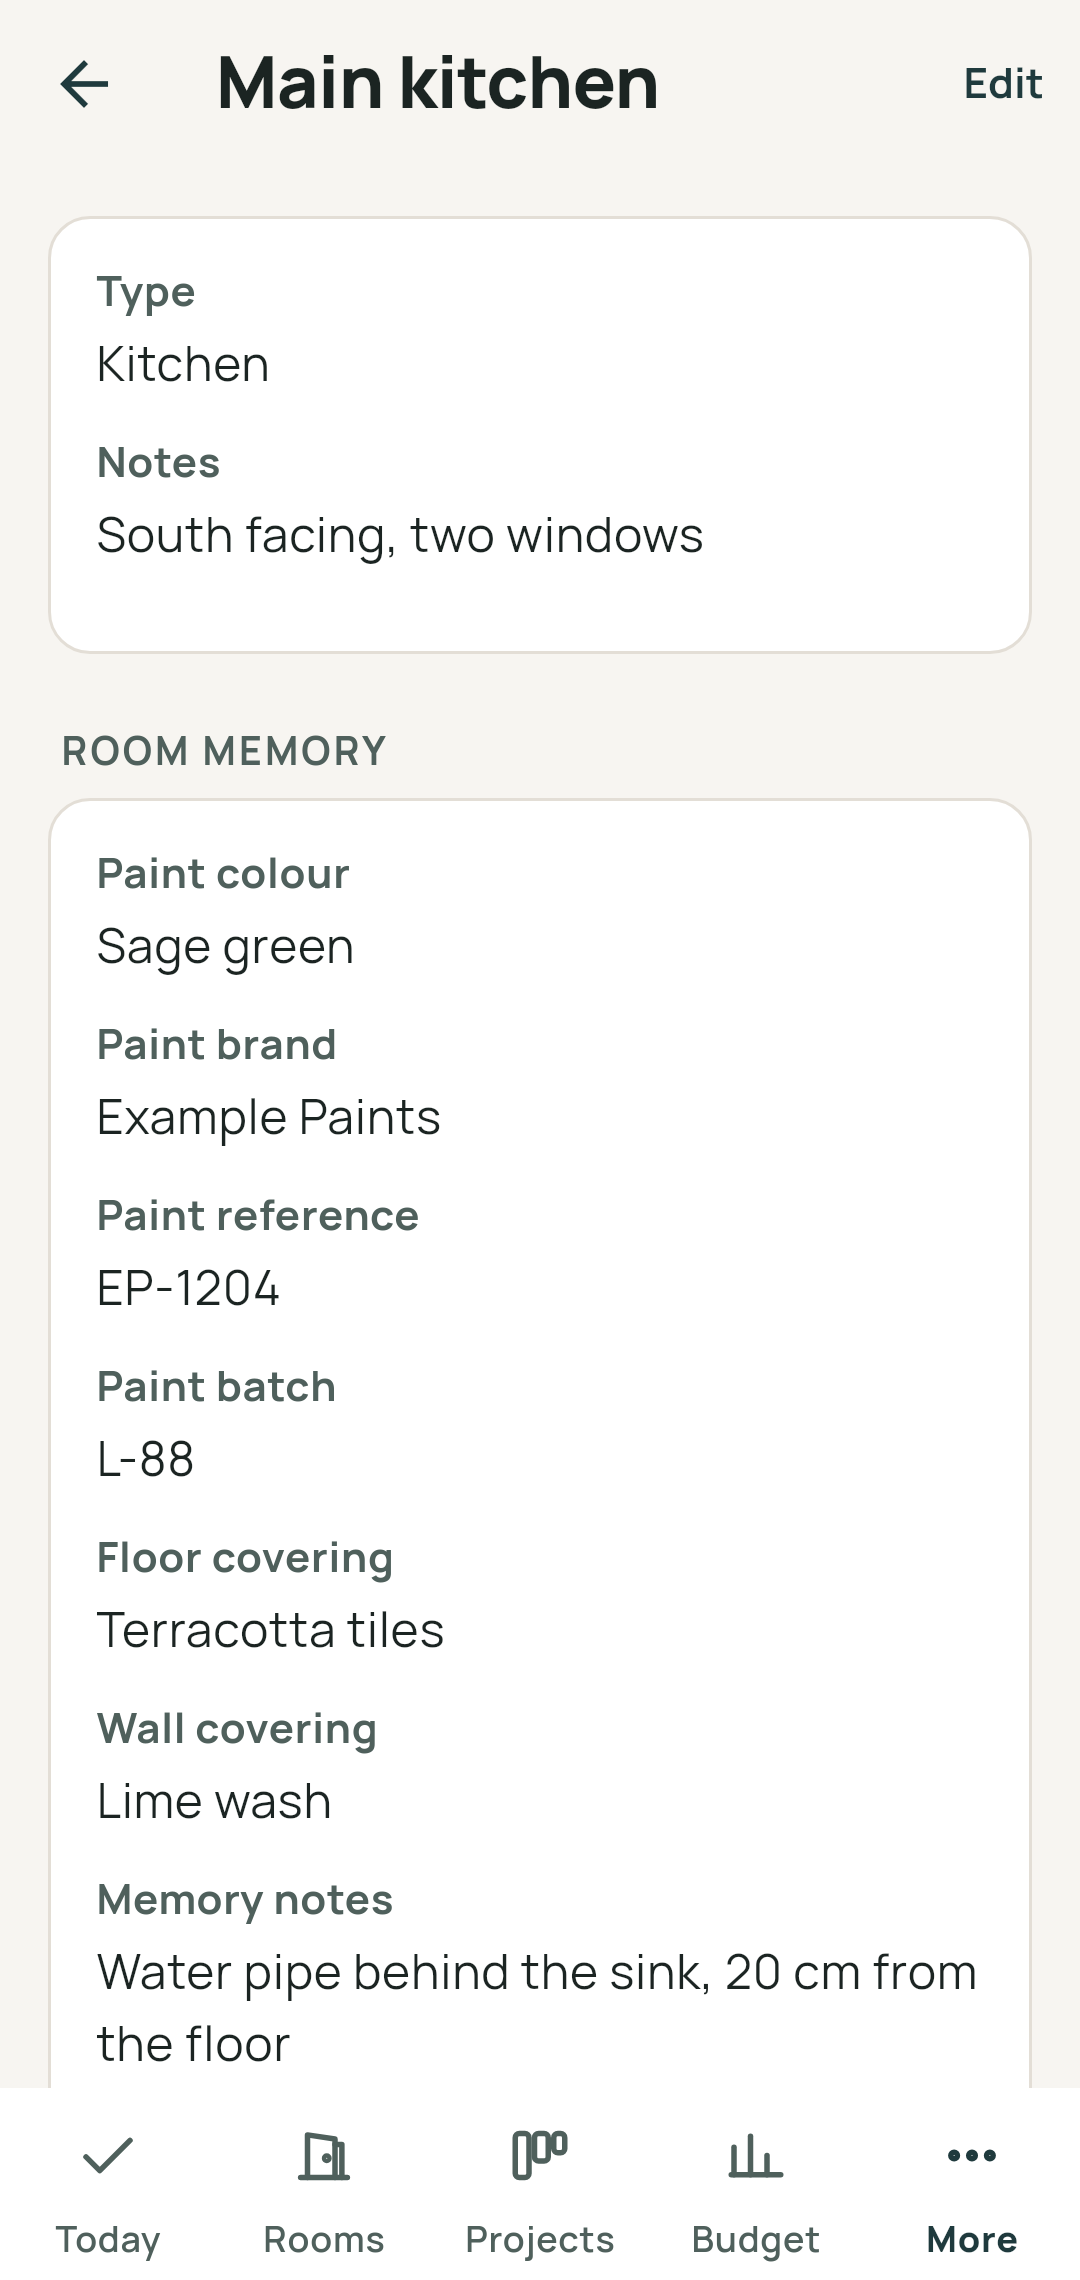 Main kitchen
Edit
Type
Kitchen
Notes
South facing, two windows
ROOM MEMORY
Paint colour
Sage green
Paint brand
Example Paints
Paint reference
EP-1204
Paint batch
L-88
Floor covering
Terracotta tiles
Wall covering
Lime wash
Memory notes
Water pipe behind the sink, 20 cm from
the floor
Today
Rooms
Projects
Budget
More